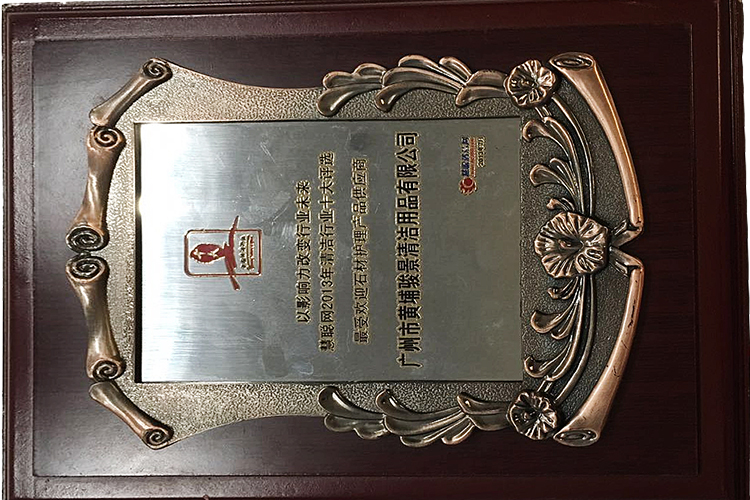 以影响力改变行业未来
慧聪网2013年清洁行业十大评选
最受欢迎石材护理产品供应商
广州市黄埔骏景清洁用品有限公司